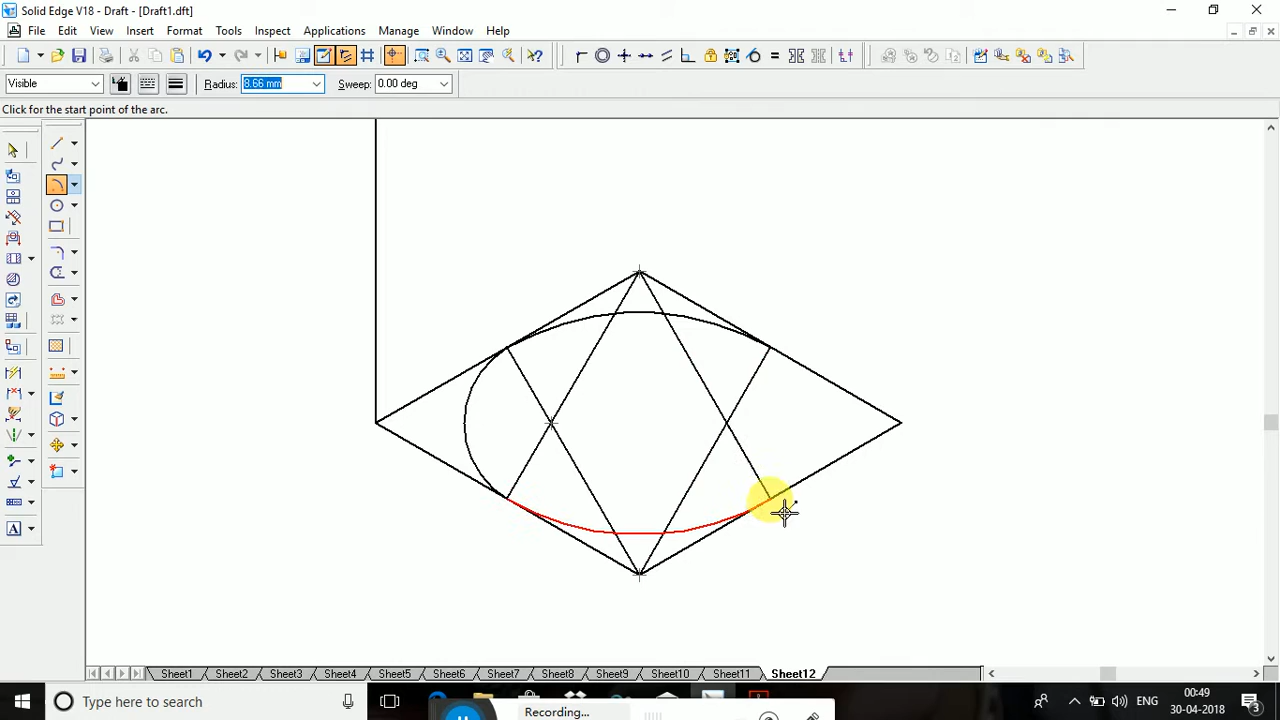 Solid Edge V18 - Draft - [Draft1.dft]
File Edit View Insert Format Tools Inspect Applications Manage Window Help
Visible Radius: 8.66 mm Sweep: 0.00 deg
Click for the start point of the arc.
Sheet1 Sheet2 Sheet3 Sheet4 Sheet5 Sheet6 Sheet7 Sheet8 Sheet9 Sheet10 Sheet11 Sheet12
Type here to search
Recording...
ENG
00:49
30-04-2018
3